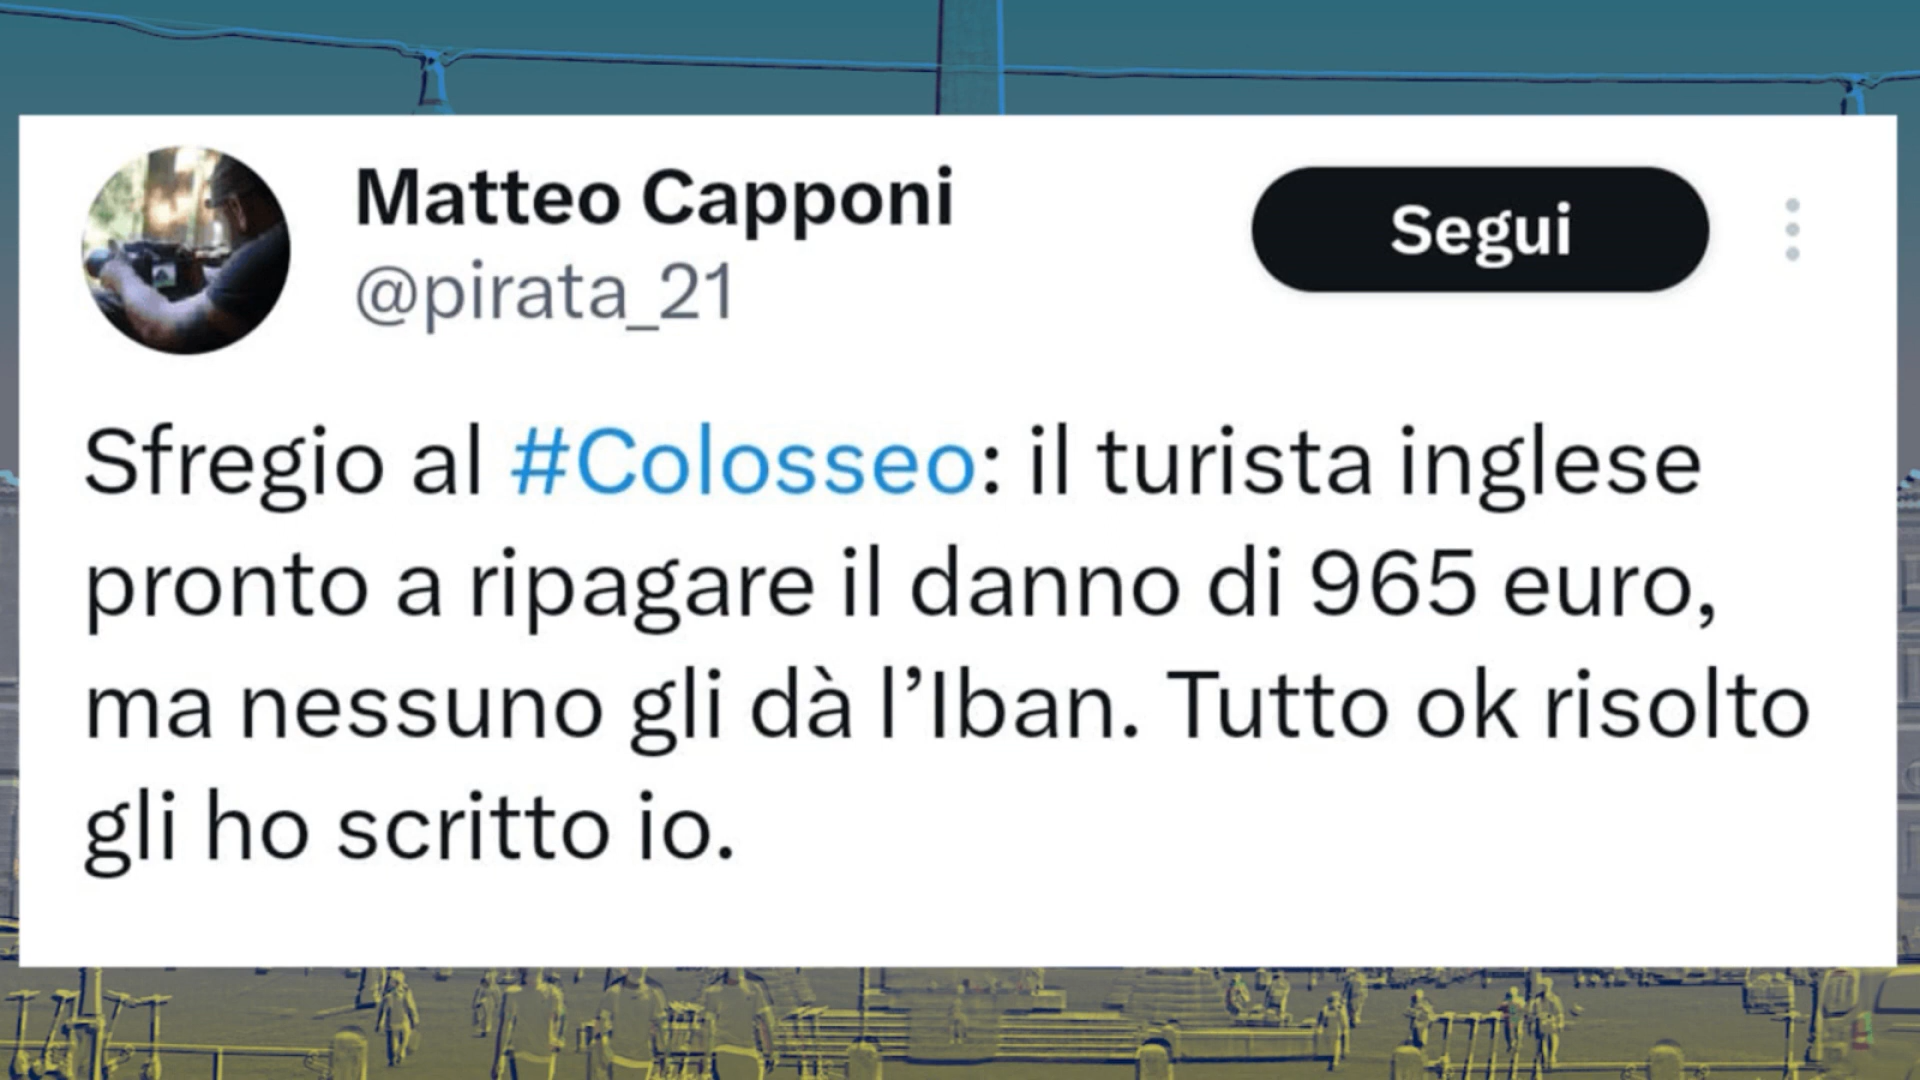 Matteo Capponi
@pirata_21
Segui
Sfregio al #Colosseo: il turista inglese
pronto a ripagare il danno di 965 euro,
ma nessuno gli dà l’Iban. Tutto ok risolto
gli ho scritto io.